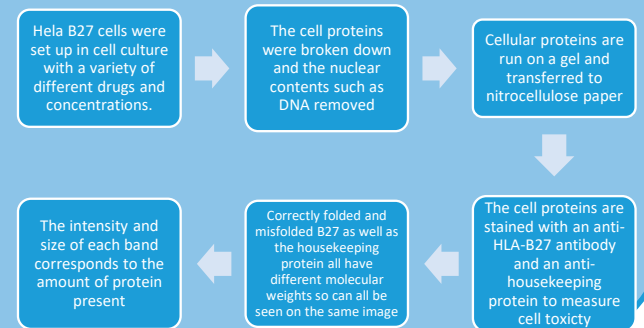 Hela B27 cells were
set up in cell culture
with a variety of
different drugs and
concentrations.
The cell proteins
were broken down
and the nuclear
contents such as
DNA removed
Cellular proteins are
run on a gel and
transferred to
nitrocellulose paper
The cell proteins are
stained with an anti-
HLA-B27 antibody
and an anti-
housekeeping
protein to measure
cell toxicty
Correctly folded and
misfolded B27 as well as
the housekeeping
protein all have
different molecular
weights so can all be
seen on the same image
The intensity and
size of each band
corresponds to the
amount of protein
present